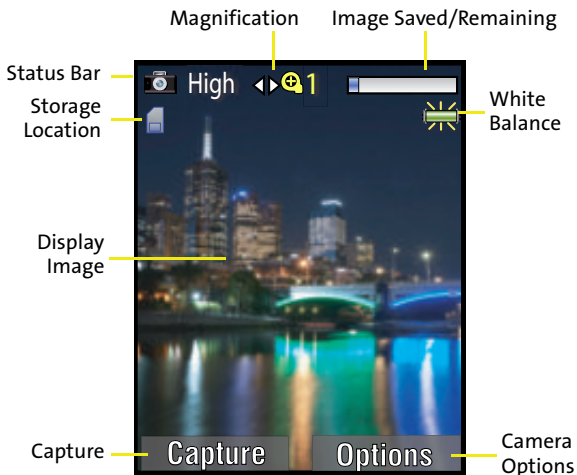 Magnification
Image Saved/Remaining
Status Bar
High 1
Storage
Location
White
Balance
Display
Image
Capture
Capture
Options
Camera
Options